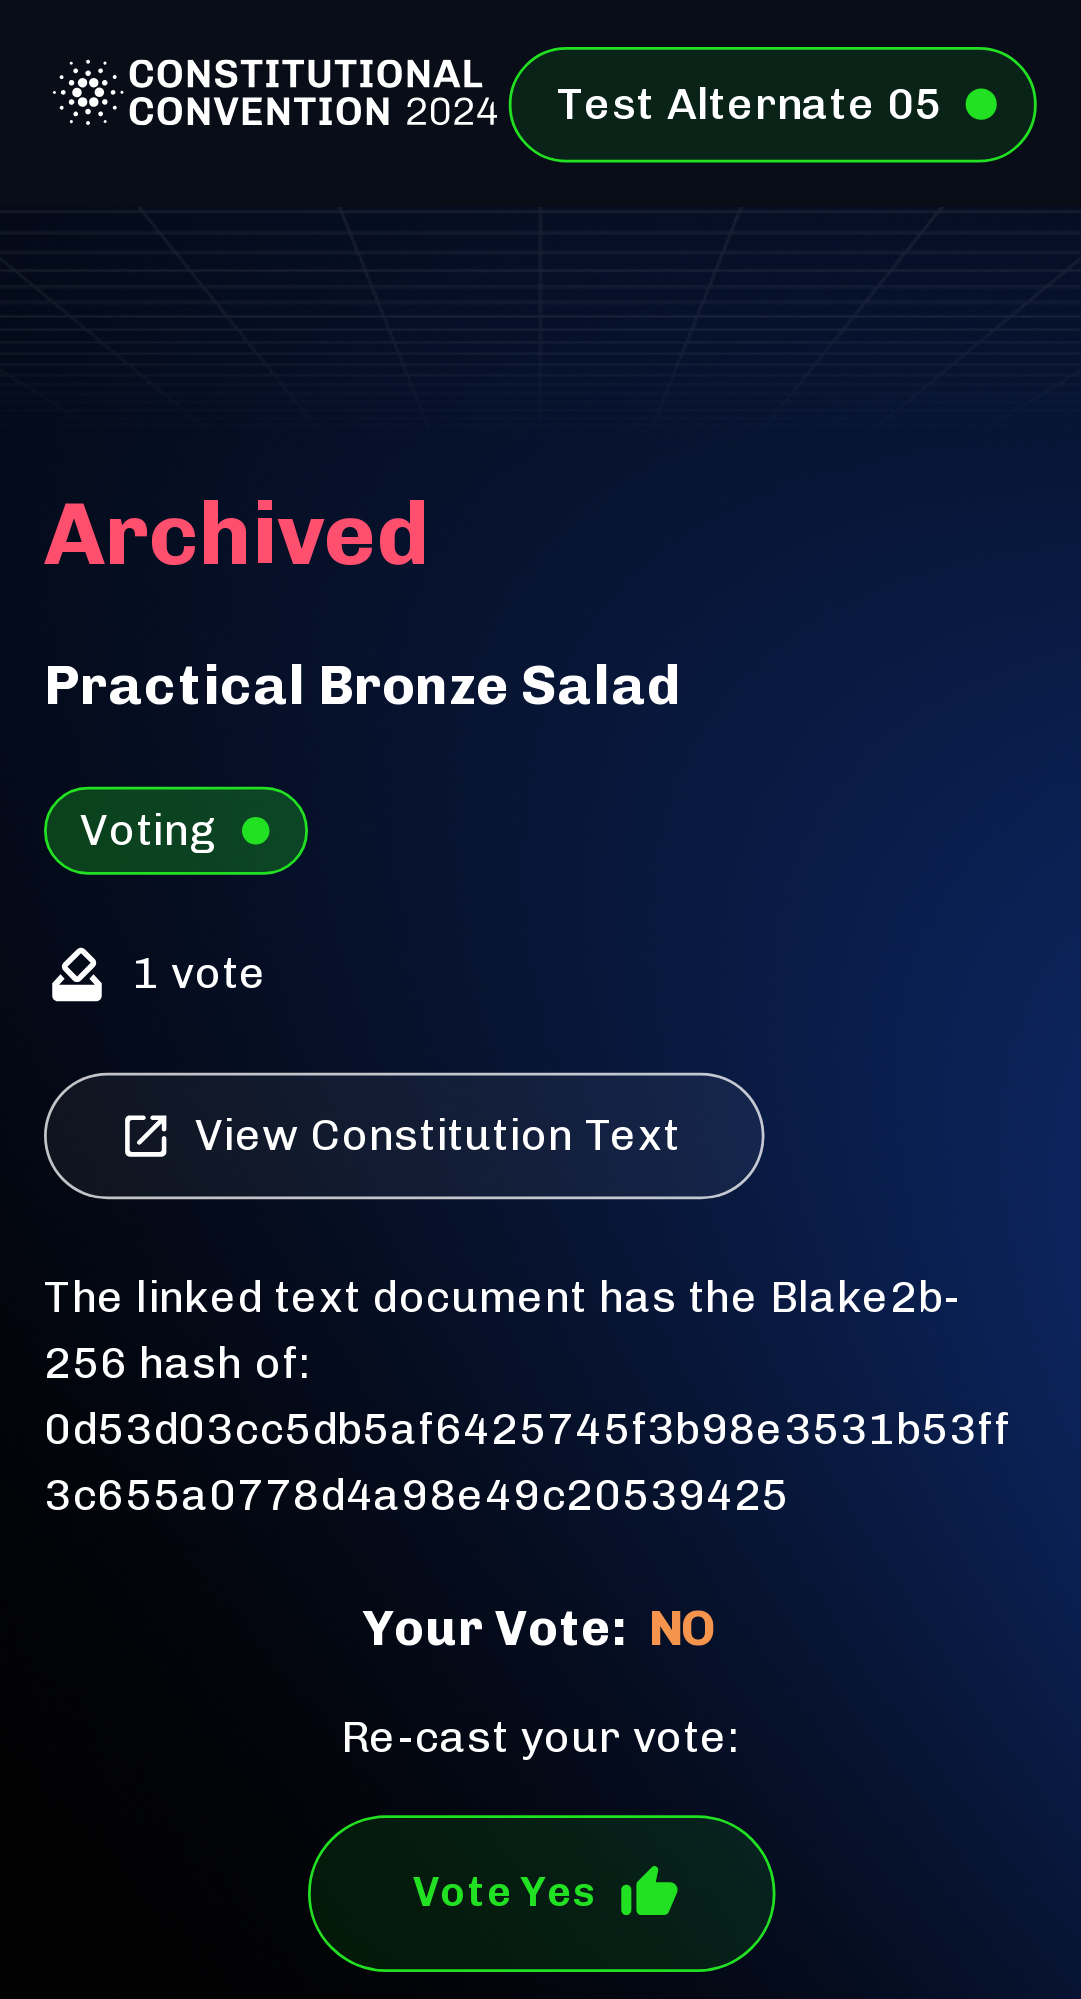 CONSTITUTIONAL
CONVENTION 2024
Test Alternate 05
Archived
Practical Bronze Salad
Voting
1 vote
View Constitution Text
The linked text document has the Blake2b-
256 hash of:
0d53d03cc5db5af6425745f3b98e3531b53ff
3c655a0778d4a98e49c20539425
Your Vote: NO
Re-cast your vote:
Vote Yes